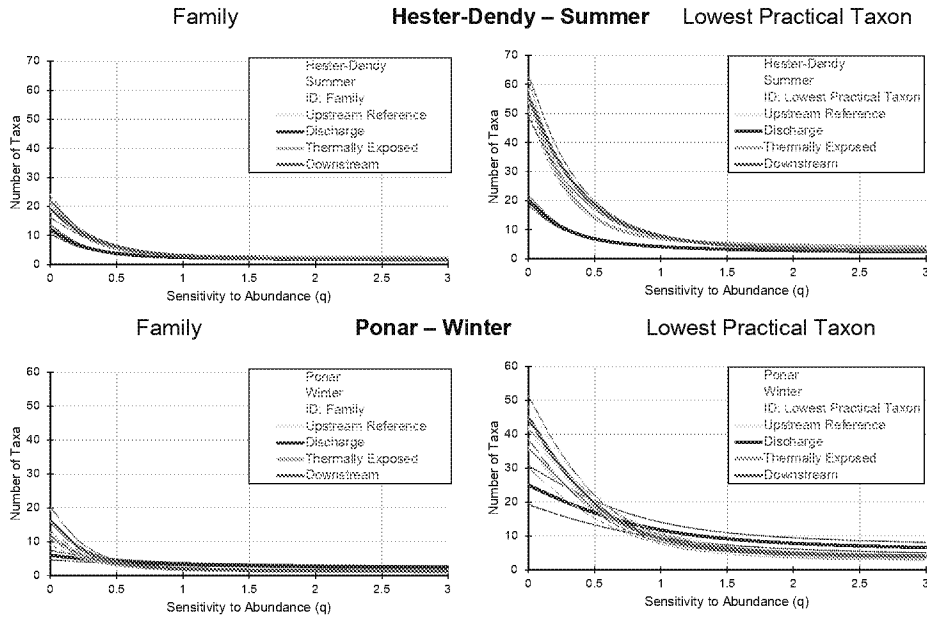 Family
Hester-Dendy – Summer
Lowest Practical Taxon
70
60
50
40
30
20
10
0
Number of Taxa
Hester-Dendy
Summer
ID: Family
Upstream Reference
Discharge
Thermally Exposed
Downstream
0 0.5 1 1.5 2 2.5 3
Sensitivity to Abundance (q)
70
60
50
40
30
20
10
0
Number of Taxa
Hester-Dendy
Summer
ID: Lowest Practical Taxon
Upstream Reference
Discharge
Thermally Exposed
Downstream
0 0.5 1 1.5 2 2.5 3
Sensitivity to Abundance (q)
Family
Ponar – Winter
Lowest Practical Taxon
60
50
40
30
20
10
0
Number of Taxa
Ponar
Winter
ID: Family
Upstream Reference
Discharge
Thermally Exposed
Downstream
0 0.5 1 1.5 2 2.5 3
Sensitivity to Abundance (q)
60
50
40
30
20
10
0
Number of Taxa
Ponar
Winter
ID: Lowest Practical Taxon
Upstream Reference
Discharge
Thermally Exposed
Downstream
0 0.5 1 1.5 2 2.5 3
Sensitivity to Abundance (q)